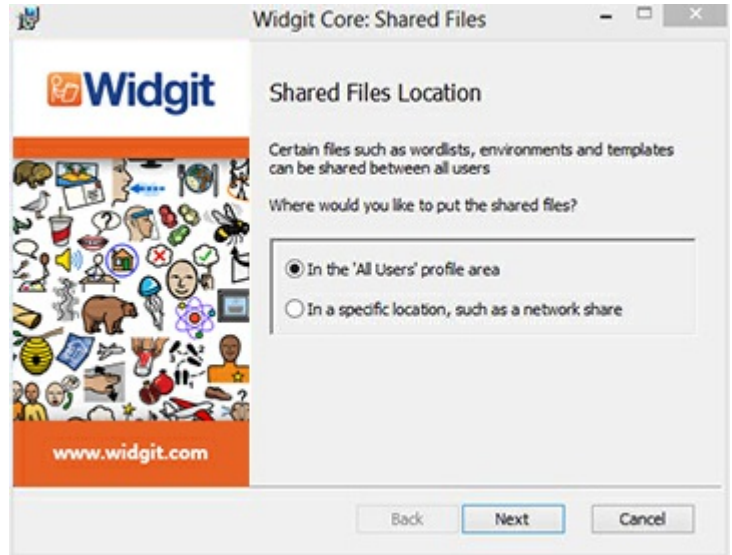 Widgit Core: Shared Files
Widgit
Shared Files Location
Certain files such as wordlists, environments and templates
can be shared between all users
Where would you like to put the shared files?
In the 'All Users' profile area
In a specific location, such as a network share
www.widgit.com
Back
Next
Cancel